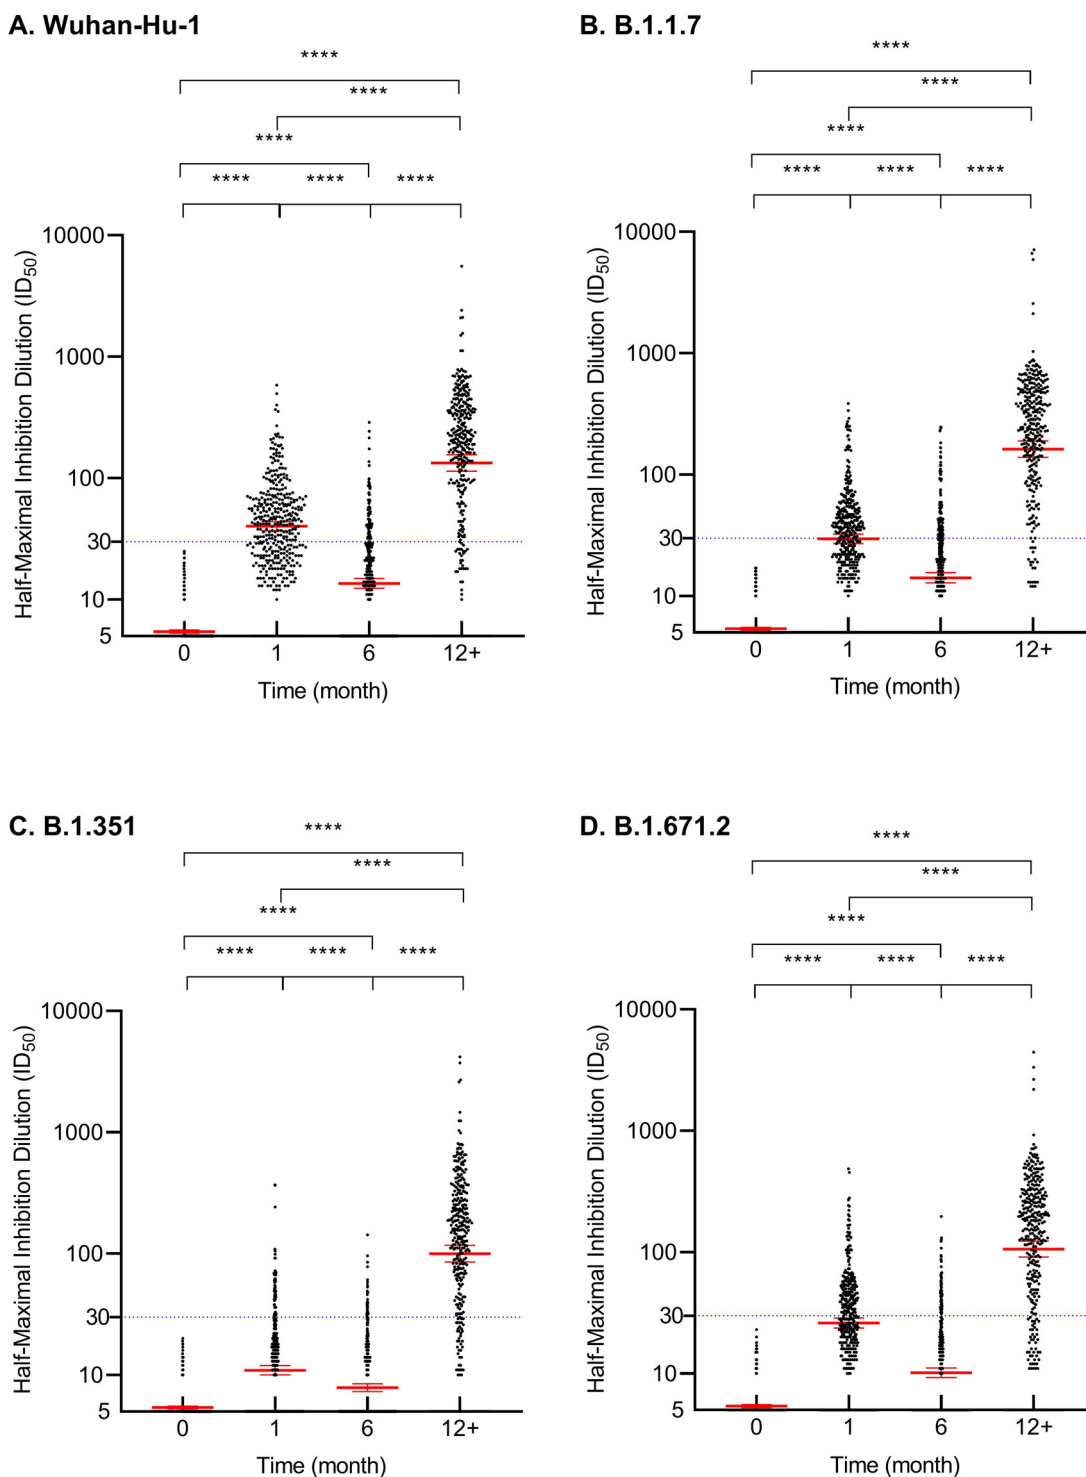 A. Wuhan-Hu-1
****
****
****
**** **** ****
Half-Maximal Inhibition Dilution (ID50)
10000
1000
100
30
10
5
0 1 6 12+
Time (month)
B. B.1.1.7
****
****
****
**** **** ****
Half-Maximal Inhibition Dilution (ID50)
10000
1000
100
30
10
5
0 1 6 12+
Time (month)
C. B.1.351
****
****
****
**** **** ****
Half-Maximal Inhibition Dilution (ID50)
10000
1000
100
30
10
5
0 1 6 12+
Time (month)
D. B.1.671.2
****
****
****
**** **** ****
Half-Maximal Inhibition Dilution (ID50)
10000
1000
100
30
10
5
0 1 6 12+
Time (month)